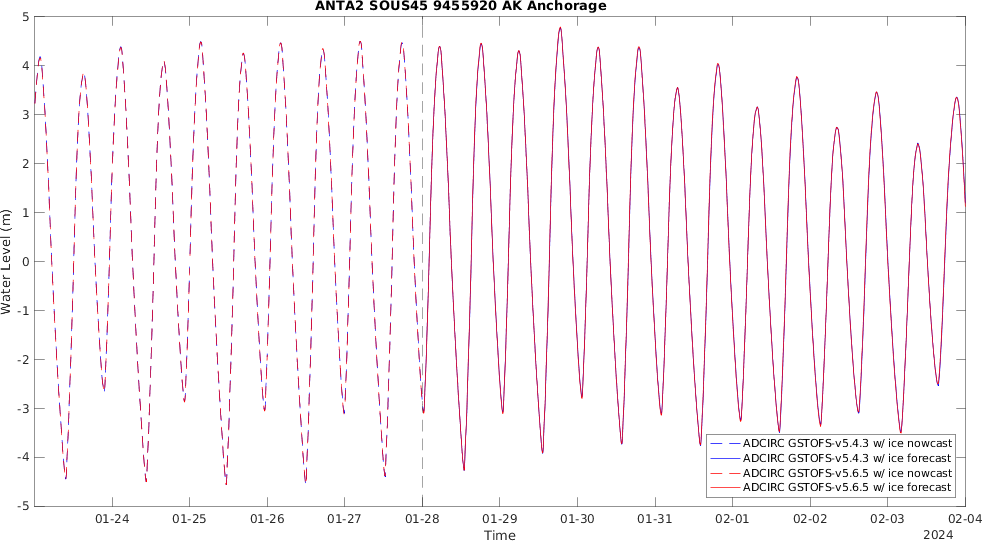 ANTA2 SOUS45 9455920 AK Anchorage
5
4
3
2
1
0
-1
-2
-3
-4
-5
Water Level (m)
ADCIRC GSTOFS-v5.4.3 w/ ice nowcast
ADCIRC GSTOFS-v5.4.3 w/ ice forecast
ADCIRC GSTOFS-v5.6.5 w/ ice nowcast
ADCIRC GSTOFS-v5.6.5 w/ ice forecast
01-24 01-25 01-26 01-27 01-28 01-29 01-30 01-31 02-01 02-02 02-03 02-04
Time
2024